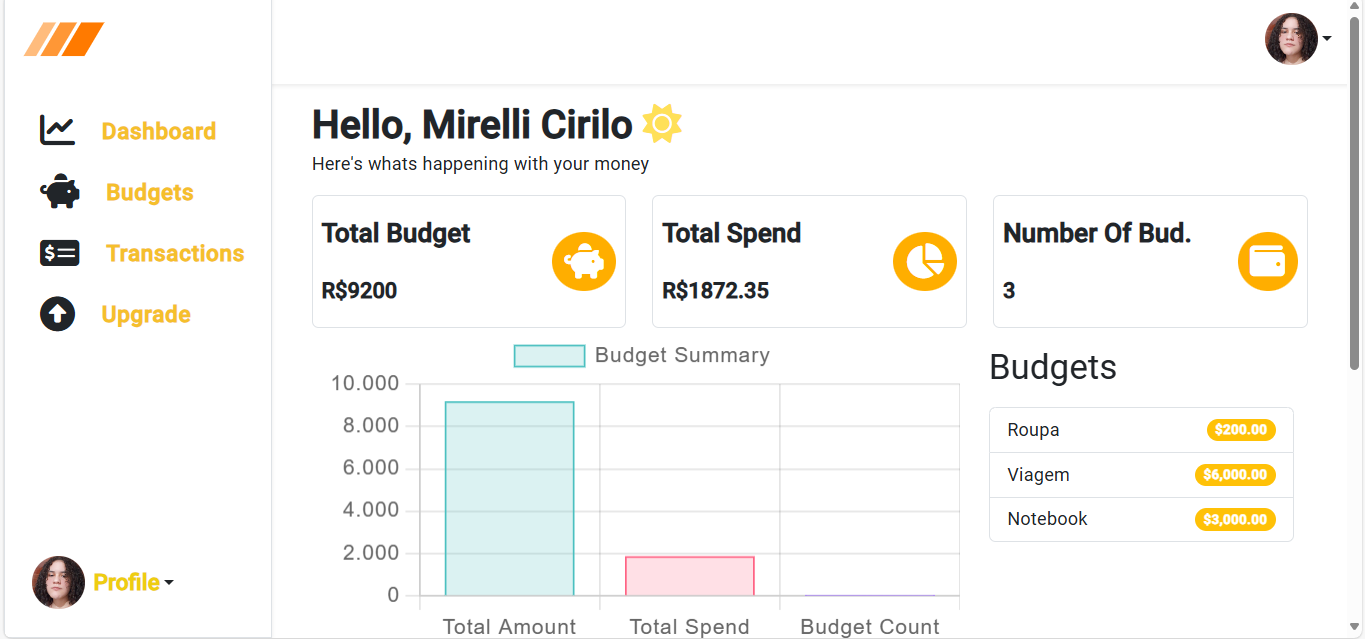 Dashboard
Budgets
Transactions
Upgrade
Profile
Hello, Mirelli Cirilo
Here's whats happening with your money
Total Budget
R$9200
Total Spend
R$1872.35
Number Of Bud.
3
Budget Summary
10.000
8.000
6.000
4.000
2.000
0
Total Amount
Total Spend
Budget Count
Budgets
Roupa $200.00
Viagem $6,000.00
Notebook $3,000.00